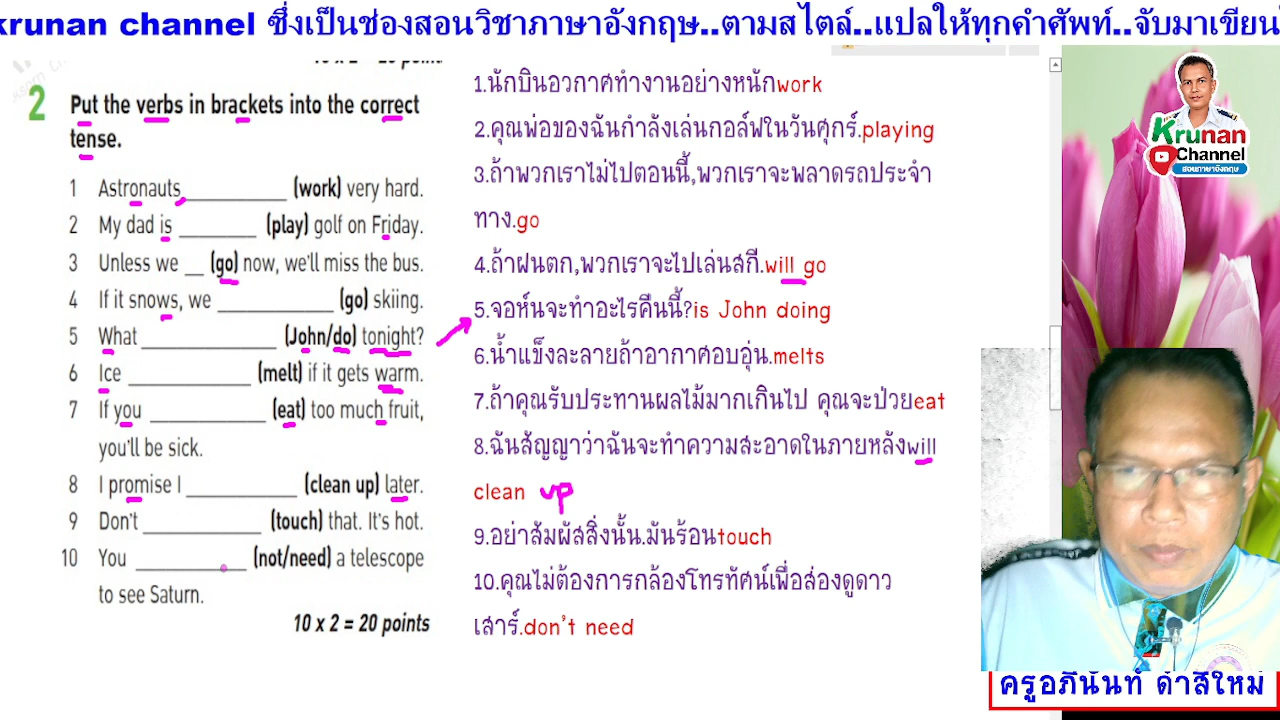 krunan channel ซึ่งเป็นช่องสอนวิชาภาษาอังกฤษ..ตามสไตล์..แปลให้ทุกคำศัพท์..จับมาเขียน
2 Put the verbs in brackets into the correct
tense.
1 Astronauts ____________ (work) very hard.
2 My dad is _________ (play) golf on Friday.
3 Unless we __ (go) now, we'll miss the bus.
4 If it snows, we _____________ (go) skiing.
5 What _________________ (John/do) tonight?
6 Ice ______________ (melt) if it gets warm.
7 If you _____________ (eat) too much fruit,
you'll be sick.
8 I promise I ____________ (clean up) later.
9 Don't ______________ (touch) that. It's hot.
10 You _____________ (not/need) a telescope
to see Saturn.
10 x 2 = 20 points
1.นักบินอวกาศทำงานอย่างหนักwork
2.คุณพ่อของฉันกำลังเล่นกอล์ฟในวันศุกร์.playing
3.ถ้าพวกเราไม่ไปตอนนี้,พวกเราจะพลาดรถประจำ
ทาง.go
4.ถ้าฝนตก,พวกเราจะไปเล่นสกี.will go
5.จอห์นจะทำอะไรคืนนี้?is John doing
6.น้ำแข็งละลายถ้าอากาศอบอุ่น.melts
7.ถ้าคุณรับประทานผลไม้มากเกินไป คุณจะป่วยeat
8.ฉันสัญญาว่าฉันจะทำความสะอาดในภายหลังwill
clean up
9.อย่าสัมผัสสิ่งนั้น.มันร้อนtouch
10.คุณไม่ต้องการกล้องโทรทัศน์เพื่อส่องดูดาว
เสาร์.don't need
Krunan
Channel
สอนภาษาอังกฤษ
ครูอภินันท์ ดำสีใหม่